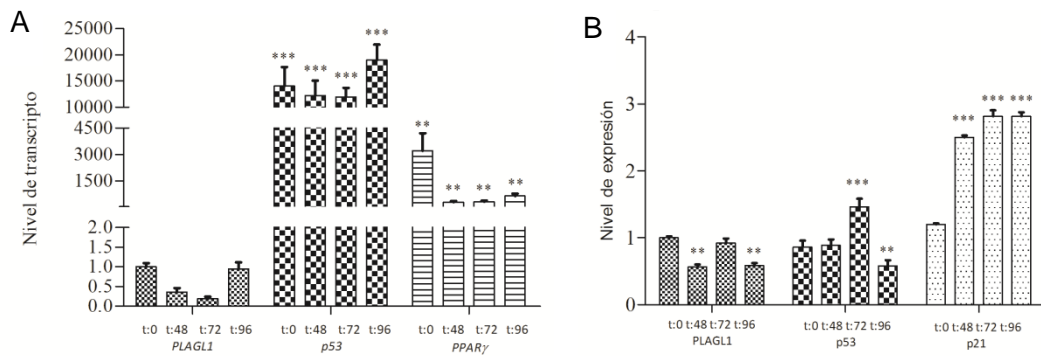 A
Nivel de transcripto
25000
20000
15000
10000
4500
3000
1500
2.0
1.5
1.0
0.5
0.0
*** *** *** ***
** ** ** **
t:0 t:48 t:72 t:96 t:0 t:48 t:72 t:96 t:0 t:48 t:72 t:96
PLAGL1 p53 PPARγ
B
Nivel de expresión
4
3
2
1
0
** ** *** ** *** *** ***
t:0 t:48 t:72 t:96 t:0 t:48 t:72 t:96 t:0 t:48 t:72 t:96
PLAGL1 p53 p21